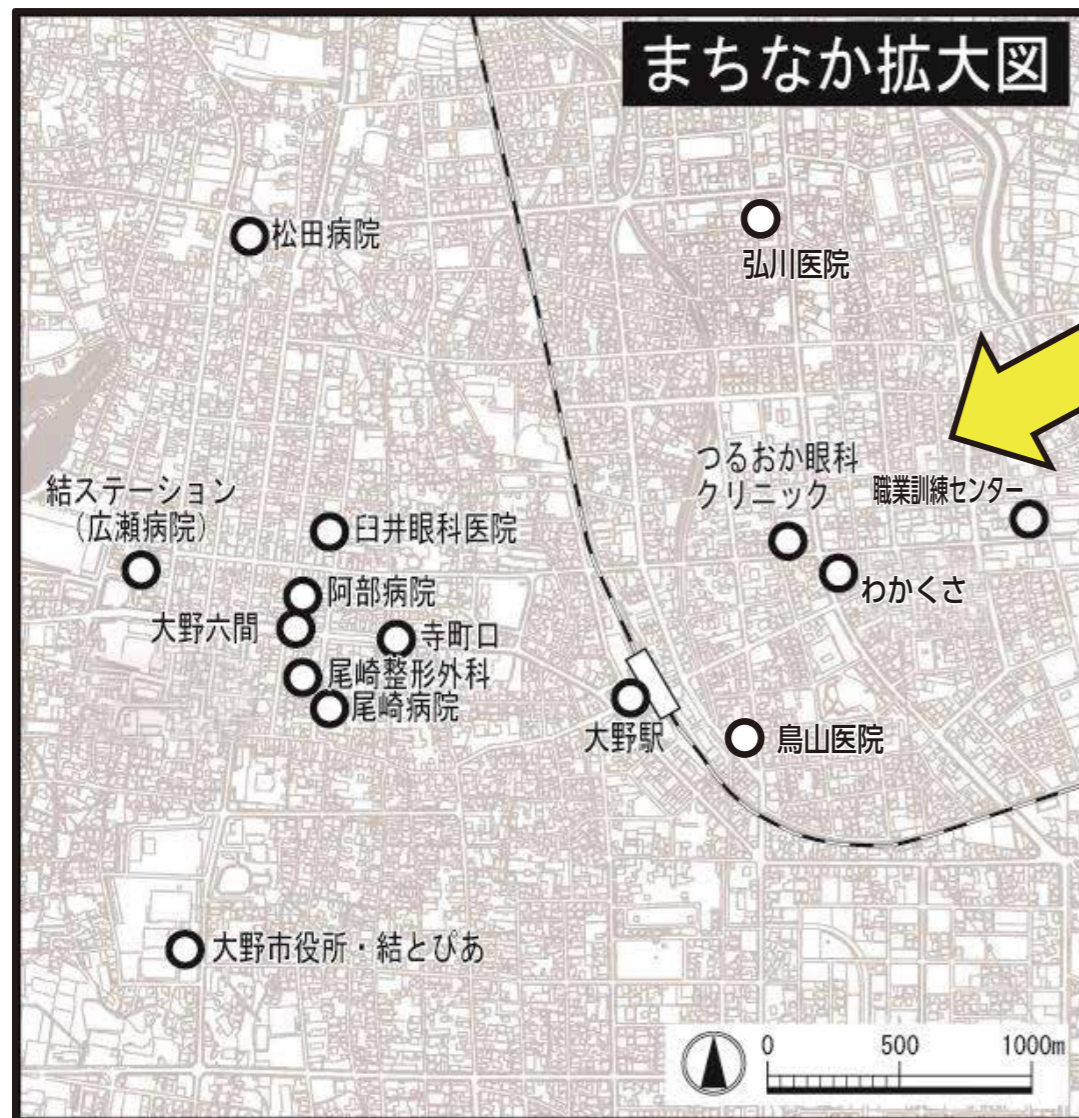 まちなか拡大図
松田病院
弘川医院
つるおか眼科
クリニック
職業訓練センター
結ステーション
（広瀬病院）
臼井眼科医院
わかくさ
阿部病院
大野六間
寺町口
尾崎整形外科
尾崎病院
大野駅
鳥山医院
大野市役所・結とぴあ
0 500 1000m